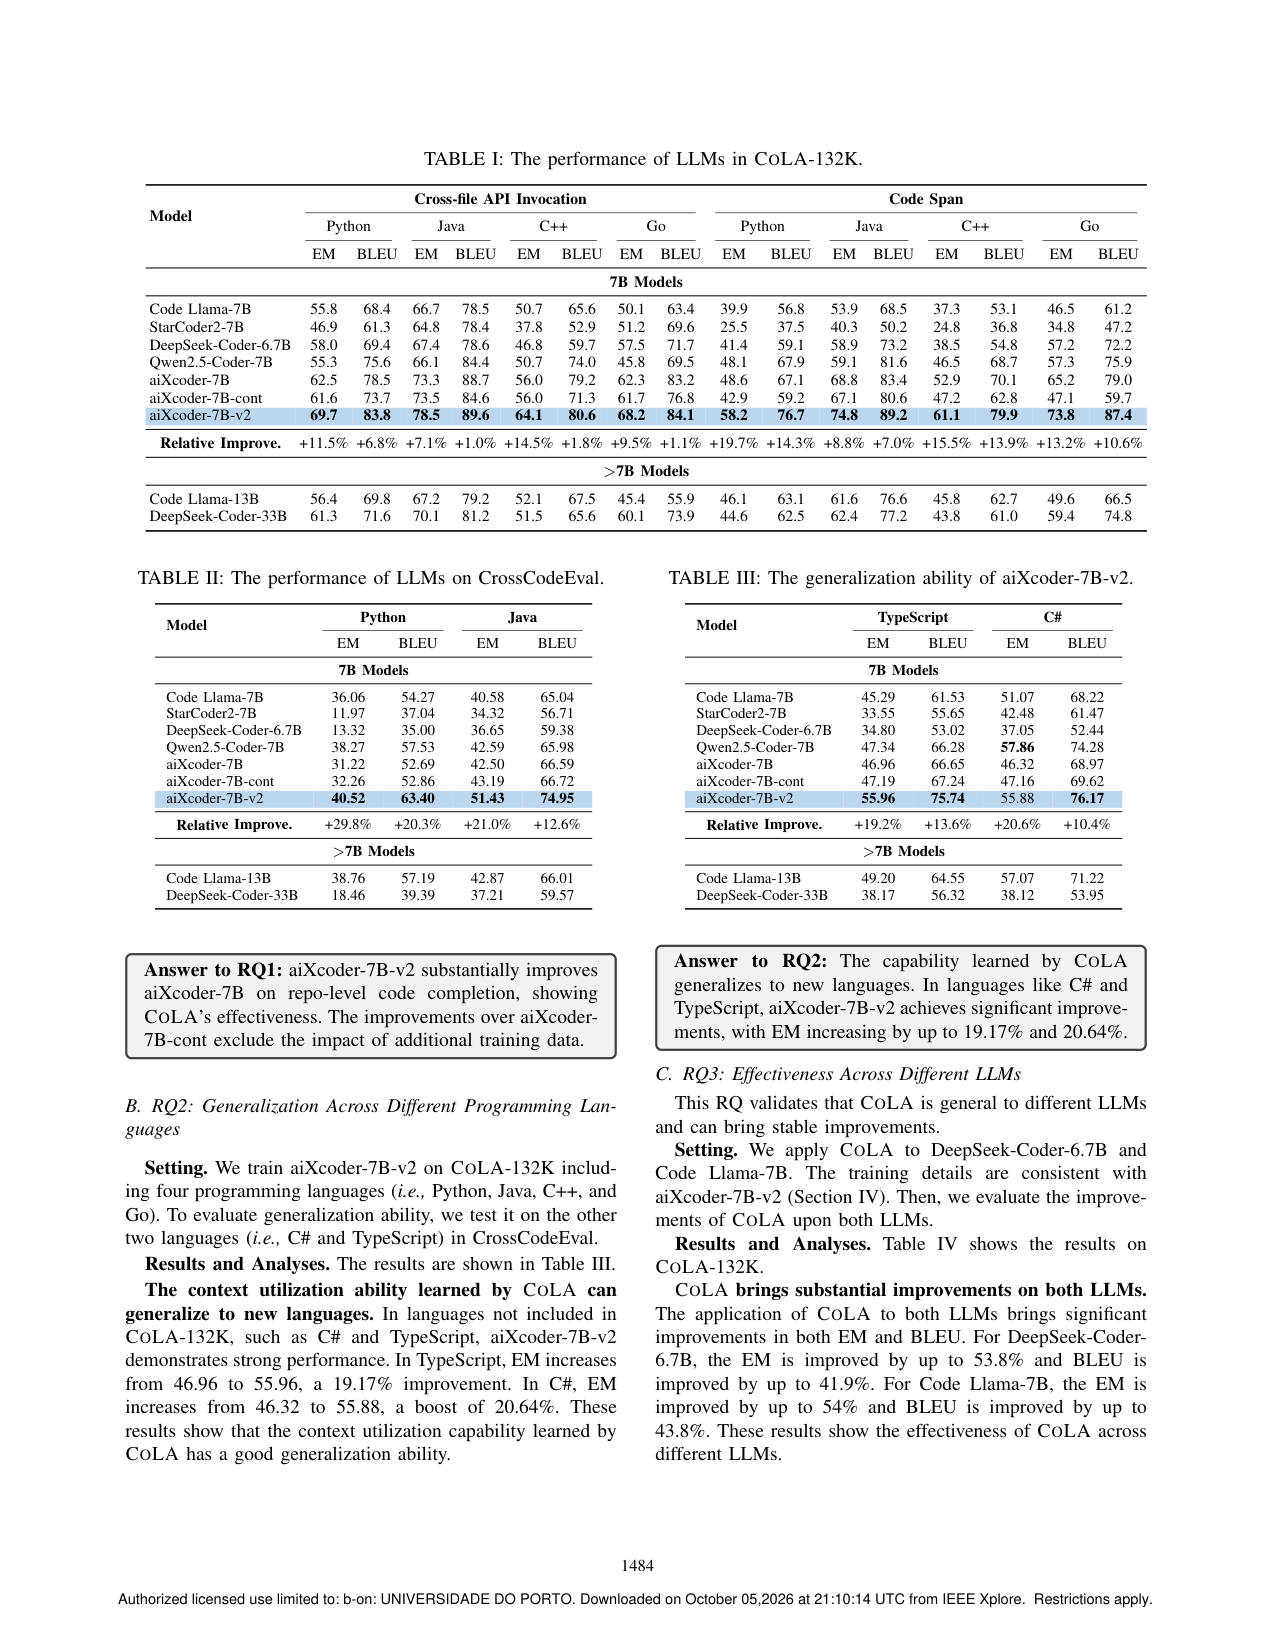 TABLE I: The performance of LLMs in COLA-132K.
Model Cross-file API Invocation Code Span
Python Java C++ Go Python Java C++ Go
EM BLEU EM BLEU EM BLEU EM BLEU EM BLEU EM BLEU EM BLEU EM BLEU
7B Models
Code Llama-7B 55.8 68.4 66.7 78.5 50.7 65.6 50.1 63.4 39.9 56.8 53.9 68.5 37.3 53.1 46.5 61.2
StarCoder2-7B 46.9 61.3 64.8 78.4 37.8 52.9 51.2 69.6 25.5 37.5 40.3 50.2 24.8 36.8 34.8 47.2
DeepSeek-Coder-6.7B 58.0 69.4 67.4 78.6 46.8 59.7 57.5 71.7 41.4 59.1 58.9 73.2 38.5 54.8 57.2 72.2
Qwen2.5-Coder-7B 55.3 75.6 66.1 84.4 50.7 74.0 45.8 69.5 48.1 67.9 59.1 81.6 46.5 68.7 57.3 75.9
aiXcoder-7B 62.5 78.5 73.3 88.7 56.0 79.2 62.3 83.2 48.6 67.1 68.8 83.4 52.9 70.1 65.2 79.0
aiXcoder-7B-cont 61.6 73.7 73.5 84.6 56.0 71.3 61.7 76.8 42.9 59.2 67.1 80.6 47.2 62.8 47.1 59.7
aiXcoder-7B-v2 69.7 83.8 78.5 89.6 64.1 80.6 68.2 84.1 58.2 76.7 74.8 89.2 61.1 79.9 73.8 87.4
Relative Improve. +11.5% +6.8% +7.1% +1.0% +14.5% +1.8% +9.5% +1.1% +19.7% +14.3% +8.8% +7.0% +15.5% +13.9% +13.2% +10.6%
>7B Models
Code Llama-13B 56.4 69.8 67.2 79.2 52.1 67.5 45.4 55.9 46.1 63.1 61.6 76.6 45.8 62.7 49.6 66.5
DeepSeek-Coder-33B 61.3 71.6 70.1 81.2 51.5 65.6 60.1 73.9 44.6 62.5 62.4 77.2 43.8 61.0 59.4 74.8
TABLE II: The performance of LLMs on CrossCodeEval.
Model Python Java
EM BLEU EM BLEU
7B Models
Code Llama-7B 36.06 54.27 40.58 65.04
StarCoder2-7B 11.97 37.04 34.32 56.71
DeepSeek-Coder-6.7B 13.32 35.00 36.65 59.38
Qwen2.5-Coder-7B 38.27 57.53 42.59 65.98
aiXcoder-7B 31.22 52.69 42.50 66.59
aiXcoder-7B-cont 32.26 52.86 43.19 66.72
aiXcoder-7B-v2 40.52 63.40 51.43 74.95
Relative Improve. +29.8% +20.3% +21.0% +12.6%
>7B Models
Code Llama-13B 38.76 57.19 42.87 66.01
DeepSeek-Coder-33B 18.46 39.39 37.21 59.57
TABLE III: The generalization ability of aiXcoder-7B-v2.
Model TypeScript C#
EM BLEU EM BLEU
7B Models
Code Llama-7B 45.29 61.53 51.07 68.22
StarCoder2-7B 33.55 55.65 42.48 61.47
DeepSeek-Coder-6.7B 34.80 53.02 37.05 52.44
Qwen2.5-Coder-7B 47.34 66.28 57.86 74.28
aiXcoder-7B 46.96 66.65 46.32 68.97
aiXcoder-7B-cont 47.19 67.24 47.16 69.62
aiXcoder-7B-v2 55.96 75.74 55.88 76.17
Relative Improve. +19.2% +13.6% +20.6% +10.4%
>7B Models
Code Llama-13B 49.20 64.55 57.07 71.22
DeepSeek-Coder-33B 38.17 56.32 38.12 53.95
Answer to RQ1: aiXcoder-7B-v2 substantially improves
aiXcoder-7B on repo-level code completion, showing
COLA's effectiveness. The improvements over aiXcoder-
7B-cont exclude the impact of additional training data.
B. RQ2: Generalization Across Different Programming Lan-
guages
Setting. We train aiXcoder-7B-v2 on COLA-132K includ-
ing four programming languages (i.e., Python, Java, C++, and
Go). To evaluate generalization ability, we test it on the other
two languages (i.e., C# and TypeScript) in CrossCodeEval.
Results and Analyses. The results are shown in Table III.
The context utilization ability learned by COLA can
generalize to new languages. In languages not included in
COLA-132K, such as C# and TypeScript, aiXcoder-7B-v2
demonstrates strong performance. In TypeScript, EM increases
from 46.96 to 55.96, a 19.17% improvement. In C#, EM
increases from 46.32 to 55.88, a boost of 20.64%. These
results show that the context utilization capability learned by
COLA has a good generalization ability.
Answer to RQ2: The capability learned by COLA
generalizes to new languages. In languages like C# and
TypeScript, aiXcoder-7B-v2 achieves significant improve-
ments, with EM increasing by up to 19.17% and 20.64%.
C. RQ3: Effectiveness Across Different LLMs
This RQ validates that COLA is general to different LLMs
and can bring stable improvements.
Setting. We apply COLA to DeepSeek-Coder-6.7B and
Code Llama-7B. The training details are consistent with
aiXcoder-7B-v2 (Section IV). Then, we evaluate the improve-
ments of COLA upon both LLMs.
Results and Analyses. Table IV shows the results on
COLA-132K.
COLA brings substantial improvements on both LLMs.
The application of COLA to both LLMs brings significant
improvements in both EM and BLEU. For DeepSeek-Coder-
6.7B, the EM is improved by up to 53.8% and BLEU is
improved by up to 41.9%. For Code Llama-7B, the EM is
improved by up to 54% and BLEU is improved by up to
43.8%. These results show the effectiveness of COLA across
different LLMs.
1484
Authorized licensed use limited to: b-on: UNIVERSIDADE DO PORTO. Downloaded on October 05,2026 at 21:10:14 UTC from IEEE Xplore. Restrictions apply.